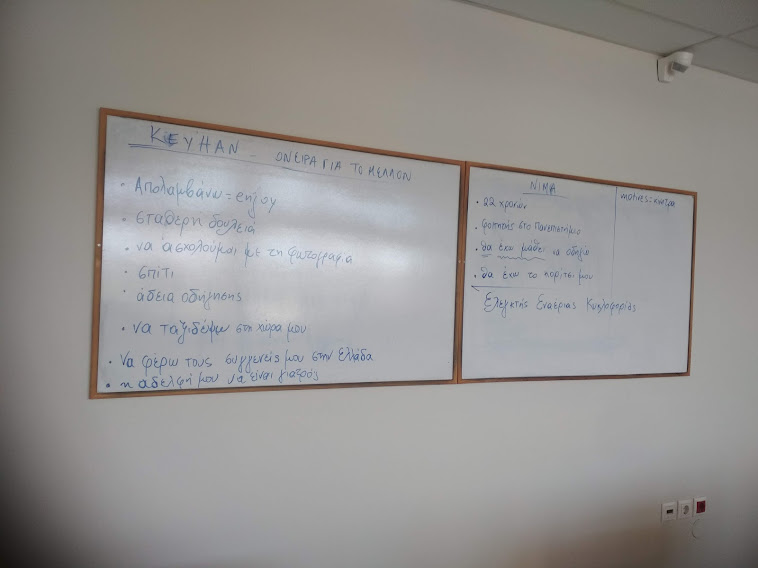 KEYHAN - ΟΝΕΙΡΑ ΓΙΑ ΤΟ ΜΕΛΛΟΝ
• Απολαμβάνω = enjoy
• σταθερή δουλειά
• να ασχολούμαι με τη φωτογραφία
• σπίτι
• άδεια οδήγησης
• να ταξιδέψω στη χώρα μου
• Να φέρω τους συγγενείς μου στην Ελλάδα
• η αδελφή μου να είναι γιατρός
NIMA
• 22 χρονών
• φοιτητής στο Πανεπιστήμιο
• θα έχω μάθει να οδηγώ
• θα έχω το κορίτσι μου
Ελεγκτής Εναέριας Κυκλοφορίας
motives = κίνητρα